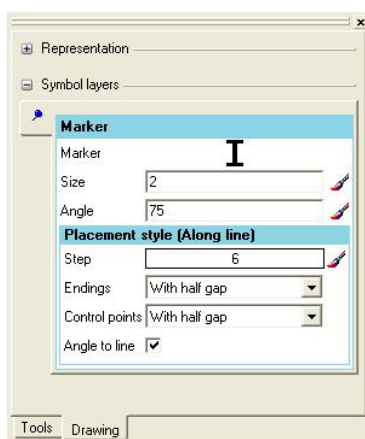 Representation
Symbol layers
Marker
Marker
Size 2
Angle 75
Placement style (Along line)
Step 6
Endings With half gap
Control points With half gap
Angle to line
Tools Drawing